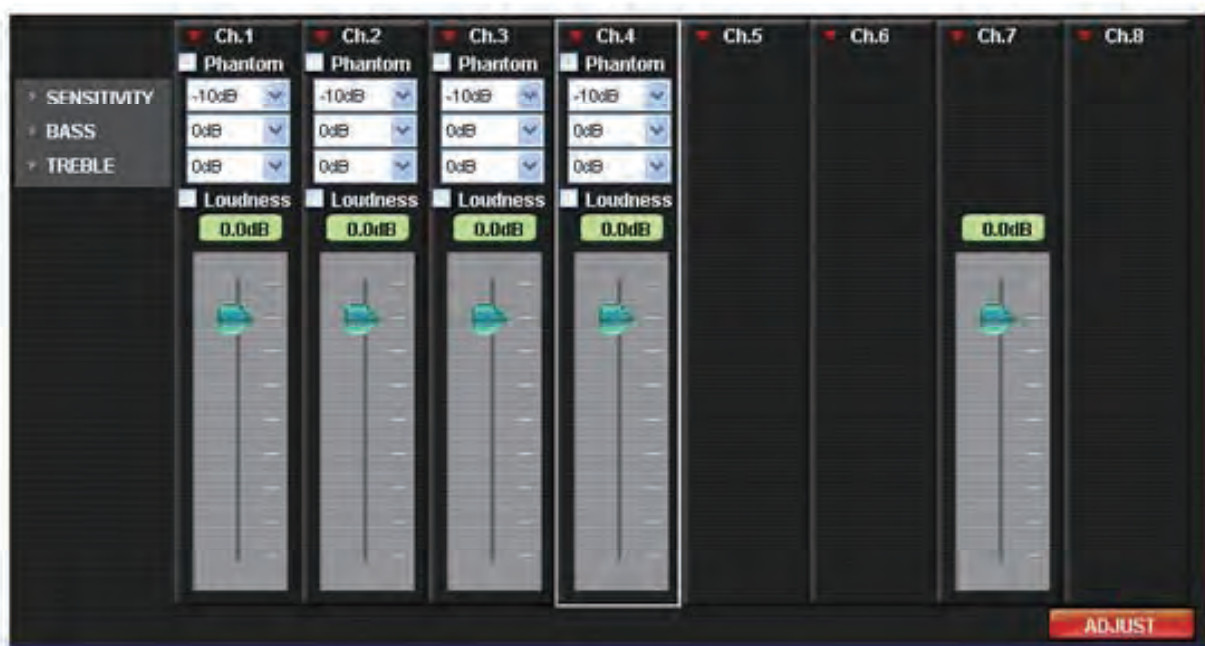 Ch.1 Ch.2 Ch.3 Ch.4 Ch.5 Ch.6 Ch.7 Ch.8
Phantom Phantom Phantom Phantom
SENSITIVITY -10dB -10dB -10dB -10dB
BASS 0dB 0dB 0dB 0dB
TREBLE 0dB 0dB 0dB 0dB
Loudness Loudness Loudness Loudness
0.0dB 0.0dB 0.0dB 0.0dB 0.0dB
ADJUST